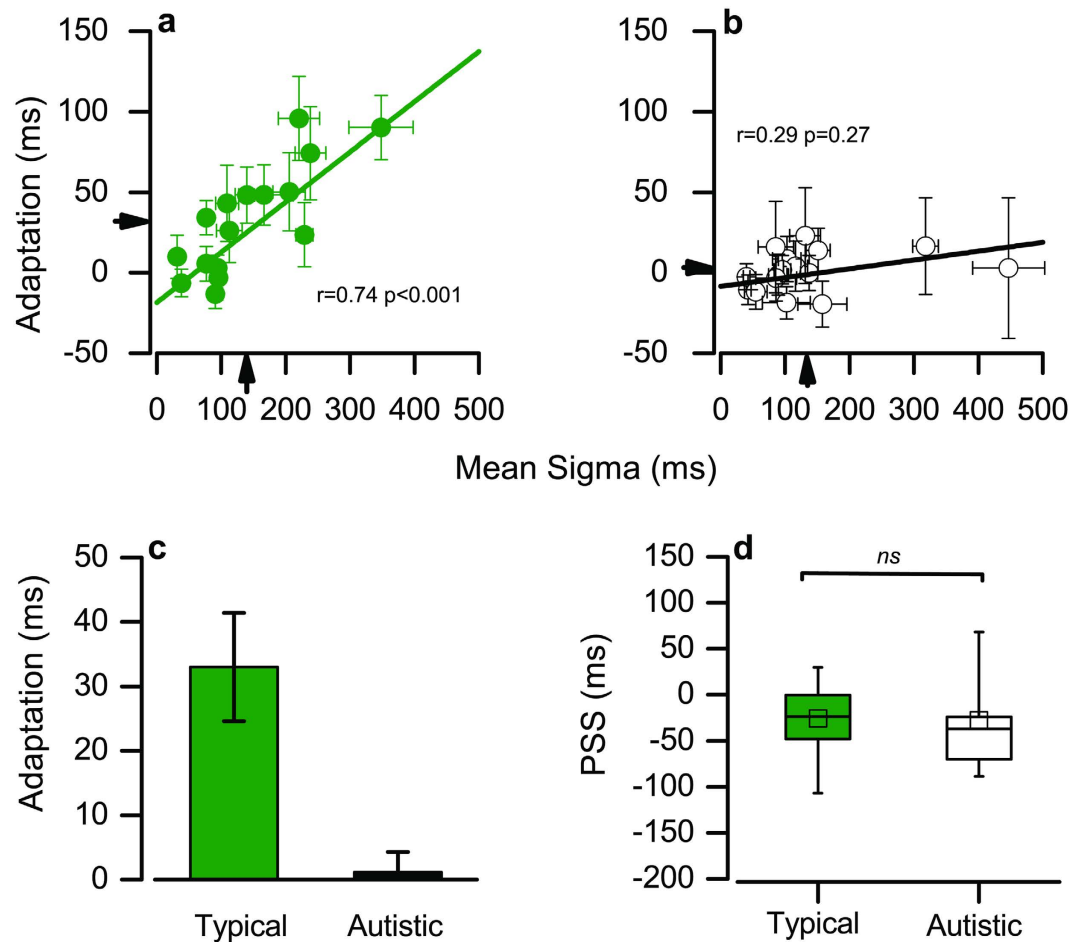 a
150
100
50
0
-50
Adaptation (ms)
r=0.74 p<0.001
0 100 200 300 400 500
b
150
100
50
0
-50
r=0.29 p=0.27
0 100 200 300 400 500
Mean Sigma (ms)
c
50
40
30
20
10
0
Adaptation (ms)
Typical Autistic
d
150
100
50
0
-50
-100
-150
-200
PSS (ms)
ns
Typical Autistic